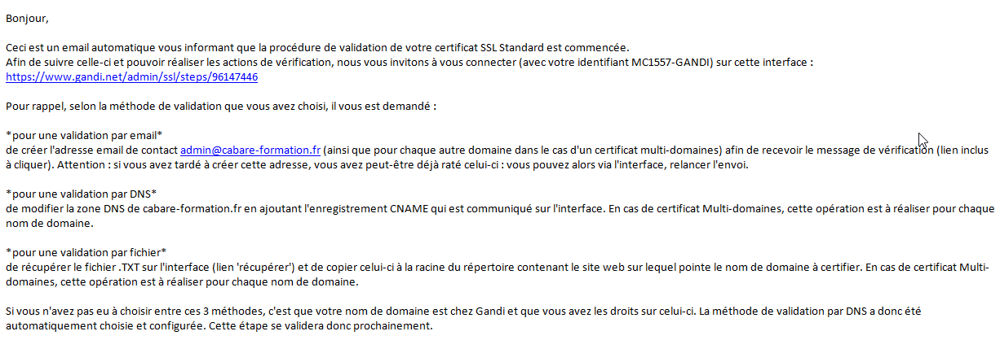 Bonjour,
Ceci est un email automatique vous informant que la procédure de validation de votre certificat SSL Standard est commencée.
Afin de suivre celle-ci et pouvoir réaliser les actions de vérification, nous vous invitons à vous connecter (avec votre identifiant MC1557-GANDI) sur cette interface :
https://www.gandi.net/admin/ssl/steps/96147446
Pour rappel, selon la méthode de validation que vous avez choisi, il vous est demandé :
*pour une validation par email*
de créer l'adresse email de contact admin@cabare-formation.fr (ainsi que pour chaque autre domaine dans le cas d'un certificat multi-domaines) afin de recevoir le message de vérification (lien inclus
à cliquer). Attention : si vous avez tardé à créer cette adresse, vous avez peut-être déjà raté celui-ci : vous pouvez alors via l'interface, relancer l'envoi.
*pour une validation par DNS*
de modifier la zone DNS de cabare-formation.fr en ajoutant l'enregistrement CNAME qui est communiqué sur l'interface. En cas de certificat Multi-domaines, cette opération est à réaliser pour chaque
nom de domaine.
*pour une validation par fichier*
de récupérer le fichier .TXT sur l'interface (lien 'récupérer') et de copier celui-ci à la racine du répertoire contenant le site web sur lequel pointe le nom de domaine à certifier. En cas de certificat Multi-
domaines, cette opération est à réaliser pour chaque nom de domaine.
Si vous n'avez pas eu à choisir entre ces 3 méthodes, c'est que votre nom de domaine est chez Gandi et que vous avez les droits sur celui-ci. La méthode de validation par DNS a donc été
automatiquement choisie et configurée. Cette étape se validera donc prochainement.